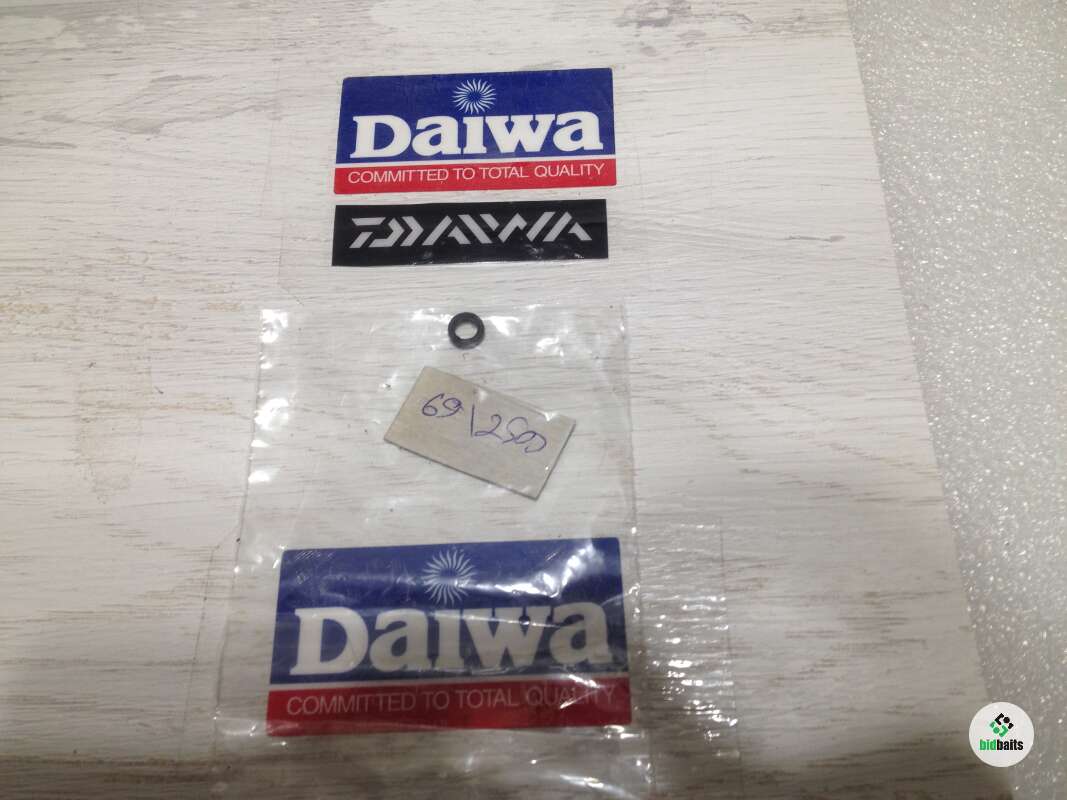 Daiwa
COMMITTED TO TOTAL QUALITY
DAIWA
69\2500
Daiwa
COMMITTED TO TOTAL QUALITY
bidbaits